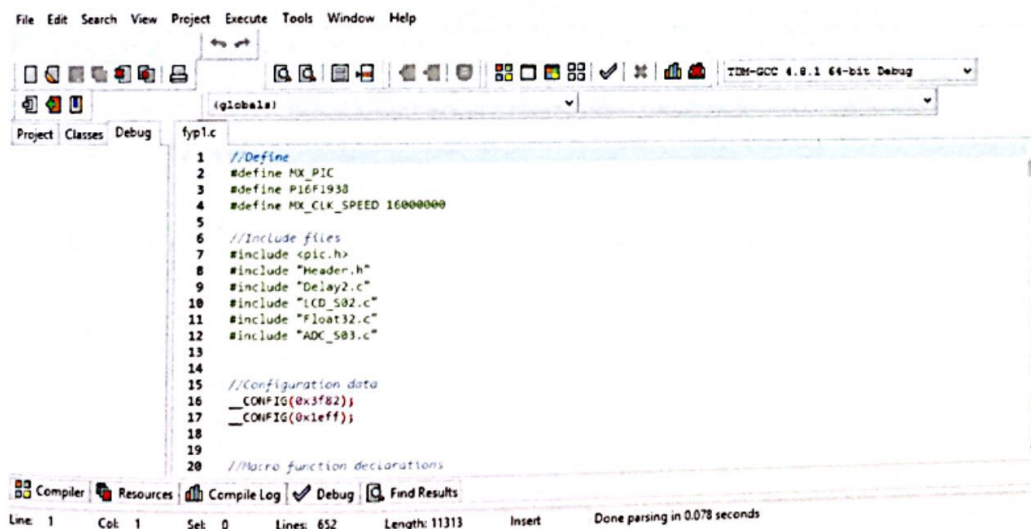 File Edit Search View Project Execute Tools Window Help
TDM-GCC 4.8.1 64-bit Debug
(globals)
Project Classes Debug
fyp1.c
1 //Define
2 #define MX_PIC
3 #define P16F1938
4 #define MX_CLK_SPEED 16000000
5
6 //Include files
7 #include <pic.h>
8 #include "Header.h"
9 #include "Delay2.c"
10 #include "LCD_S02.c"
11 #include "Float32.c"
12 #include "ADC_S03.c"
13
14
15 //Configuration data
16 __CONFIG(0x3f82);
17 __CONFIG(0x1eff);
18
19
20 //Macro function declarations
Compiler Resources Compile Log Debug Find Results
Line: 1 Col: 1 Sel: 0 Lines: 652 Length: 11313 Insert Done parsing in 0.078 seconds